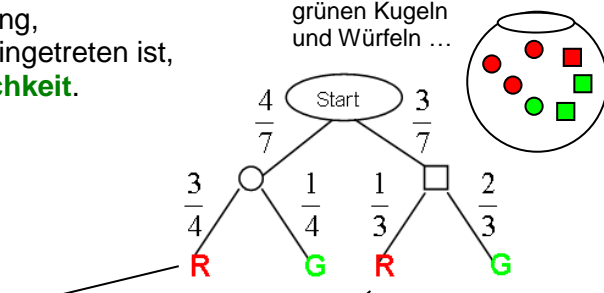 ng,
ingetreten ist,
chkeit.
grünen Kugeln
und Würfeln …
Start
4/7
3/7
3/4
1/4
1/3
2/3
R
G
R
G